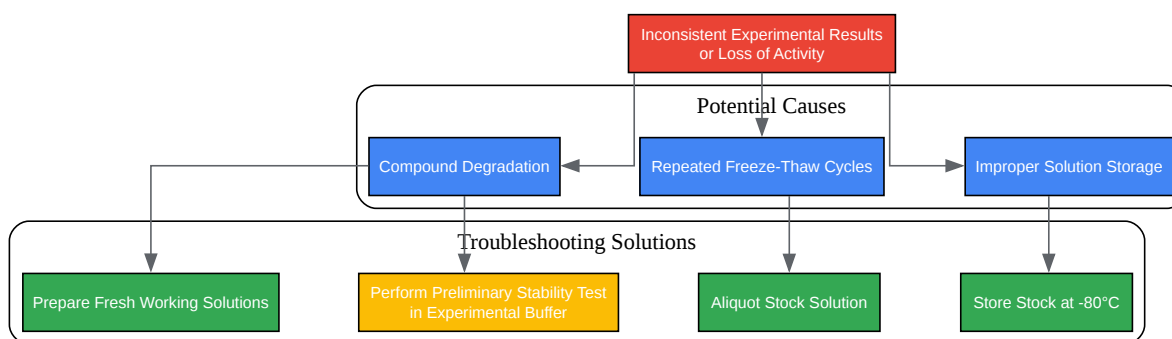 Inconsistent Experimental Results
or Loss of Activity
Potential Causes
Compound Degradation
Repeated Freeze-Thaw Cycles
Improper Solution Storage
Troubleshooting Solutions
Prepare Fresh Working Solutions
Perform Preliminary Stability Test
in Experimental Buffer
Aliquot Stock Solution
Store Stock at -80°C